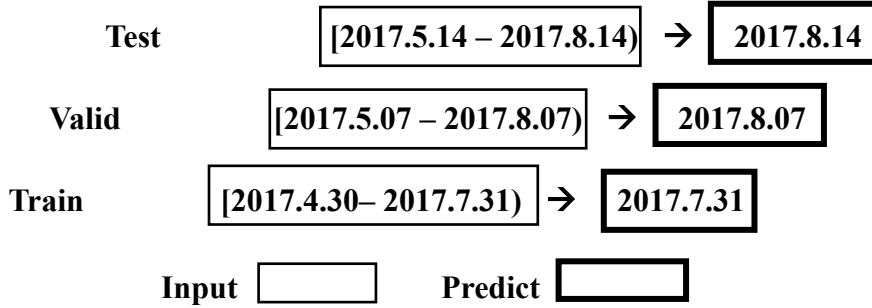 Test [2017.5.14 – 2017.8.14) → 2017.8.14
Valid [2017.5.07 – 2017.8.07) → 2017.8.07
Train [2017.4.30– 2017.7.31) → 2017.7.31
Input Predict